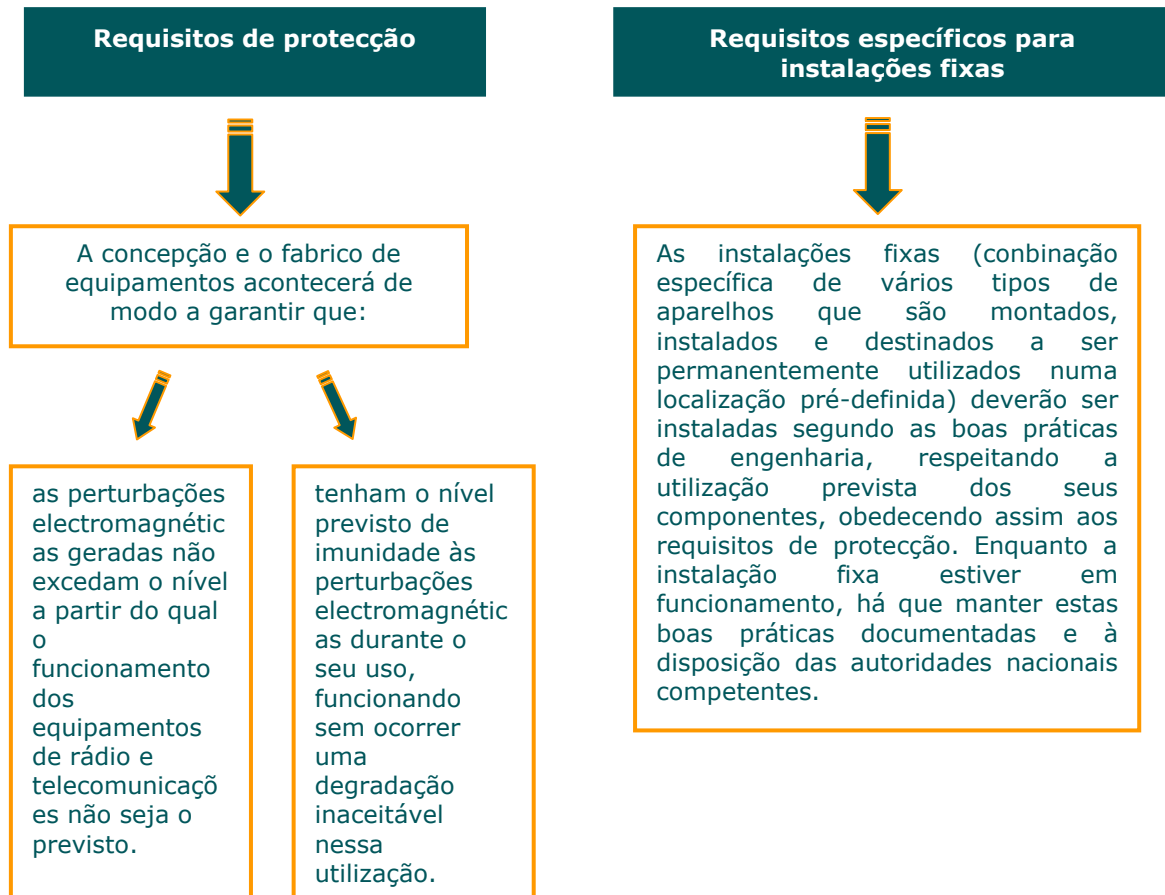 Requisitos de protecção
A concepção e o fabrico de
equipamentos acontecerá de
modo a garantir que:
as perturbações
electromagnétic
as geradas não
excedam o nível
a partir do qual
o
funcionamento
dos
equipamentos
de rádio e
telecomunicaçõ
es não seja o
previsto.
tenham o nível
previsto de
imunidade às
perturbações
electromagnétic
as durante o
seu uso,
funcionando
sem ocorrer
uma
degradação
inaceitável
nessa
utilização.
Requisitos específicos para
instalações fixas
As instalações fixas (conbinação
específica de vários tipos de
aparelhos que são montados,
instalados e destinados a ser
permanentemente utilizados numa
localização pré-definida) deverão ser
instaladas segundo as boas práticas
de engenharia, respeitando a
utilização prevista dos seus
componentes, obedecendo assim aos
requisitos de protecção. Enquanto a
instalação fixa estiver em
funcionamento, há que manter estas
boas práticas documentadas e à
disposição das autoridades nacionais
competentes.